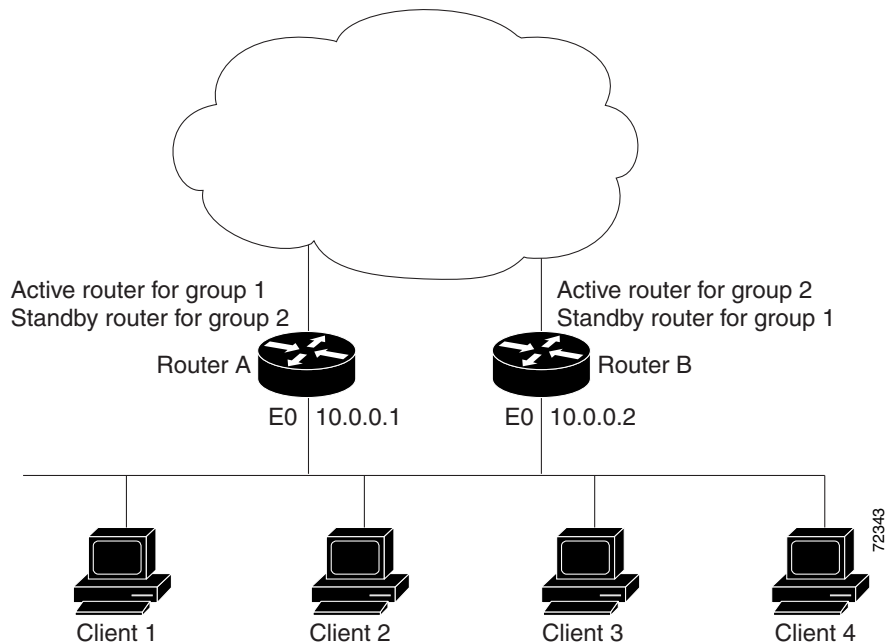 Active router for group 1
Standby router for group 2
Active router for group 2
Standby router for group 1
Router A
Router B
E0 10.0.0.1
E0 10.0.0.2
Client 1
Client 2
Client 3
Client 4
72343